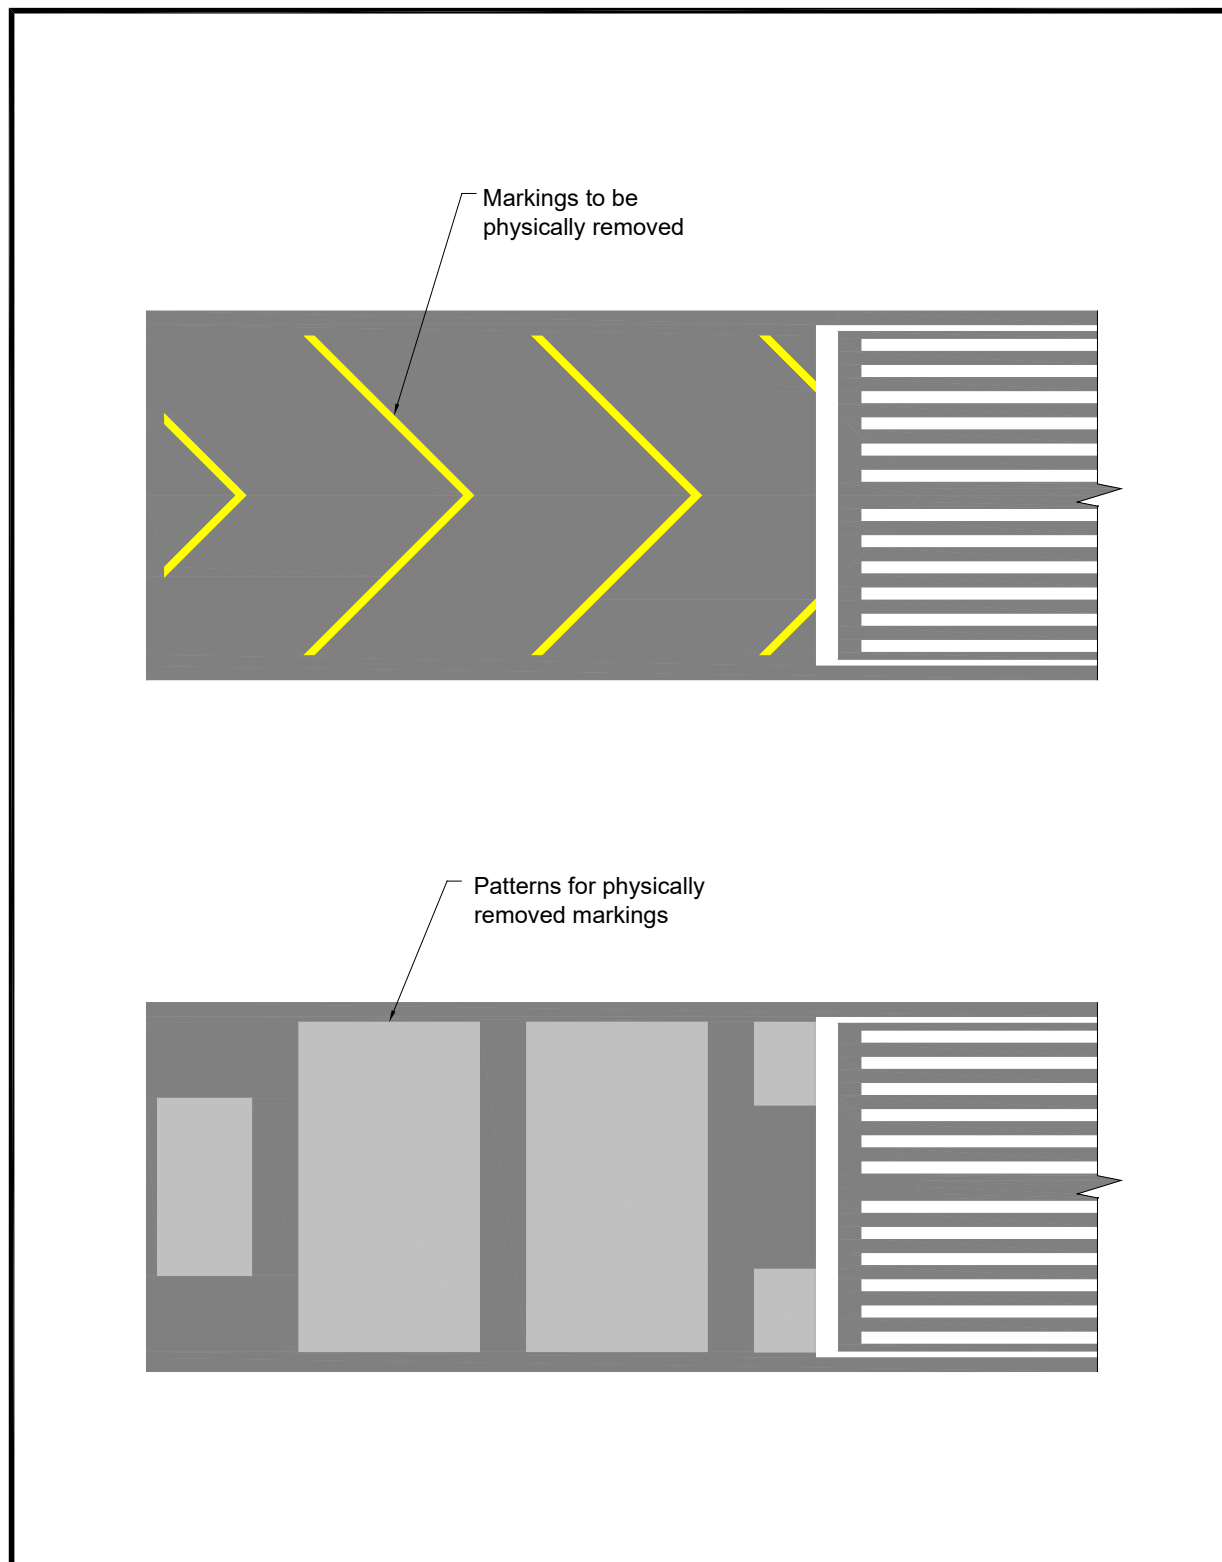 Markings to be
physically removed
Patterns for physically
removed markings